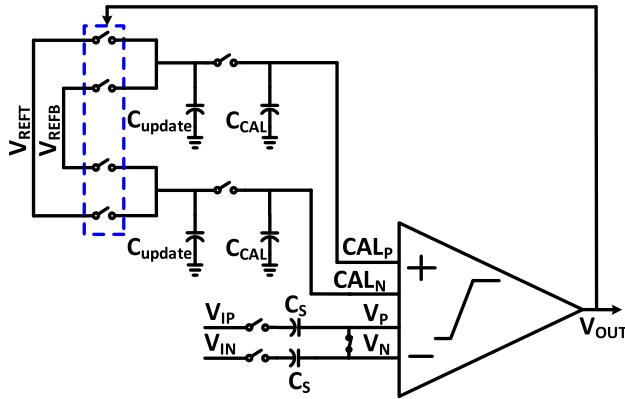 VREFT
VREFB
Cupdate
CCAL
Cupdate
CCAL
CALP
CALN
+
VIP
CS
VP
VIN
VN
CS
−
VOUT